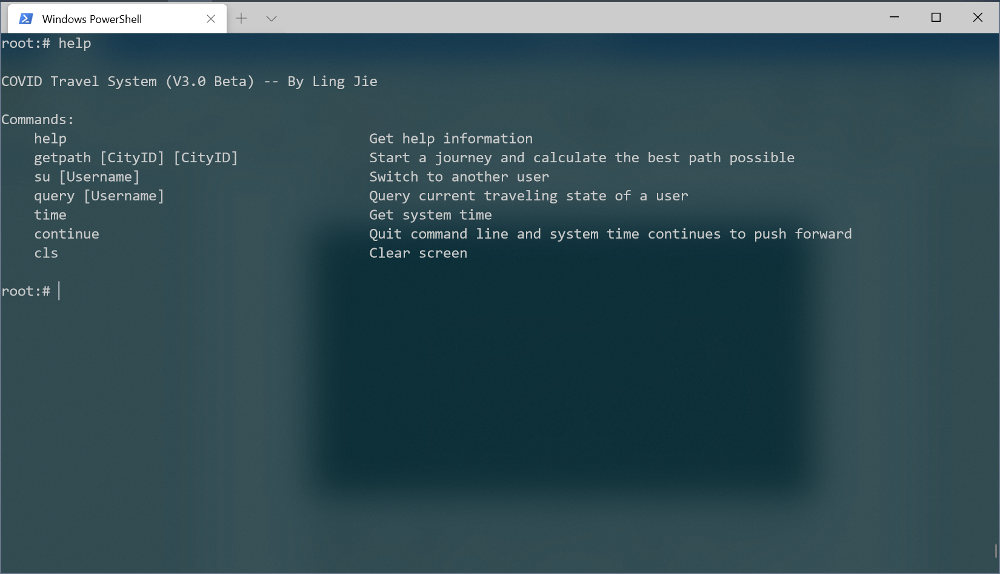 Windows PowerShell
root:# help
COVID Travel System (V3.0 Beta) -- By Ling Jie
Commands:
help Get help information
getpath [CityID] [CityID] Start a journey and calculate the best path possible
su [Username] Switch to another user
query [Username] Query current traveling state of a user
time Get system time
continue Quit command line and system time continues to push forward
cls Clear screen
root:#